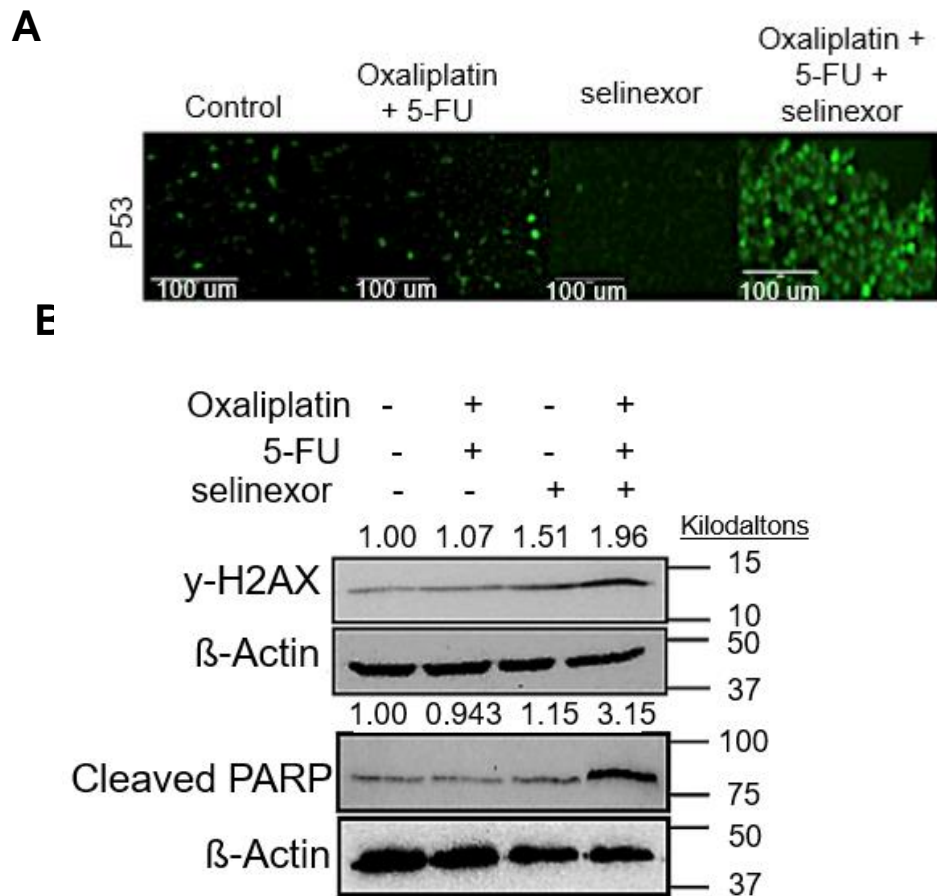 A
Control
Oxaliplatin
+ 5-FU
selinexor
Oxaliplatin +
5-FU +
selinexor
P53
100 um 100 um 100 um 100 um
B
Oxaliplatin - + - +
5-FU - + - +
selinexor - - + +
1.00 1.07 1.51 1.96 Kilodaltons
y-H2AX
15
10
ß-Actin
50
37
1.00 0.943 1.15 3.15
Cleaved PARP
100
75
ß-Actin
50
37